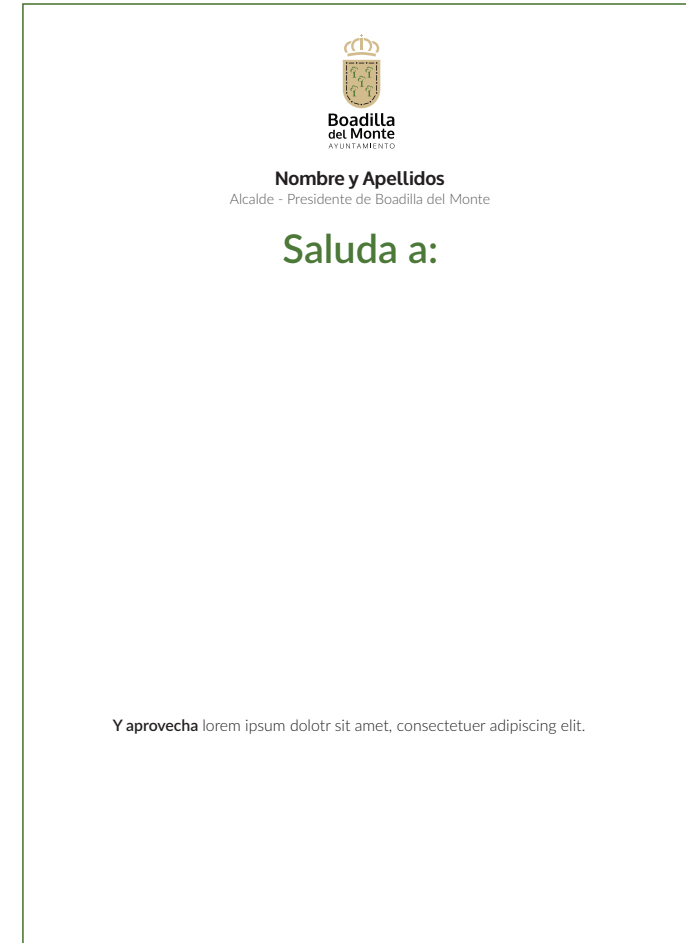 Boadilla
del Monte
AYUNTAMIENTO
Nombre y Apellidos
Alcalde - Presidente de Boadilla del Monte
Saluda a:
Y aprovecha lorem ipsum dolotr sit amet, consectetuer adipiscing elit.